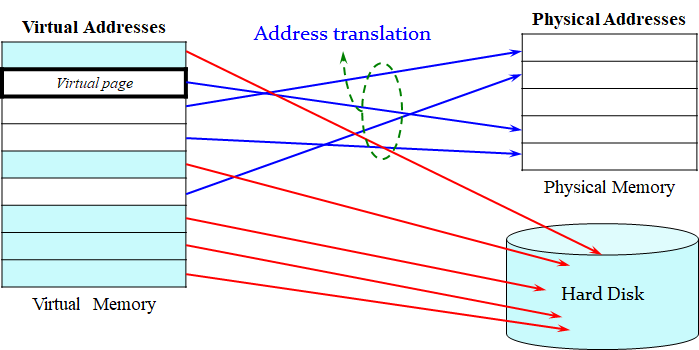 Virtual Addresses
Physical Addresses
Address translation
Virtual page
Physical Memory
Hard Disk
Virtual Memory